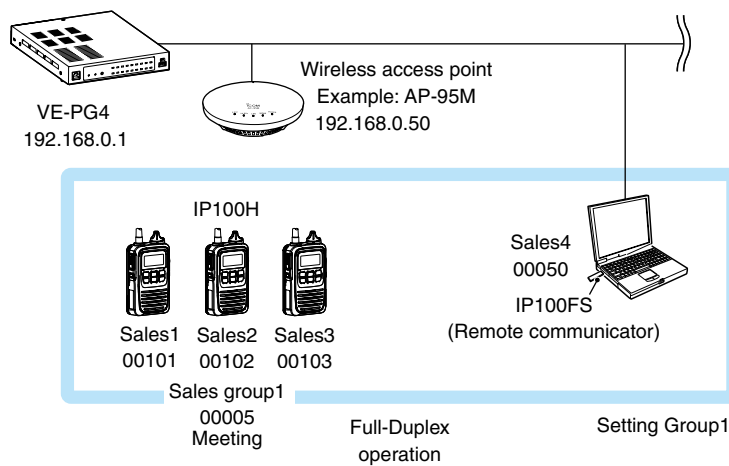 Wireless access point
Example: AP-95M
192.168.0.50
VE-PG4
192.168.0.1
IP100H
Sales1
00101
Sales2
00102
Sales3
00103
Sales group1
00005
Meeting
Sales4
00050
IP100FS
(Remote communicator)
Full-Duplex
operation
Setting Group1